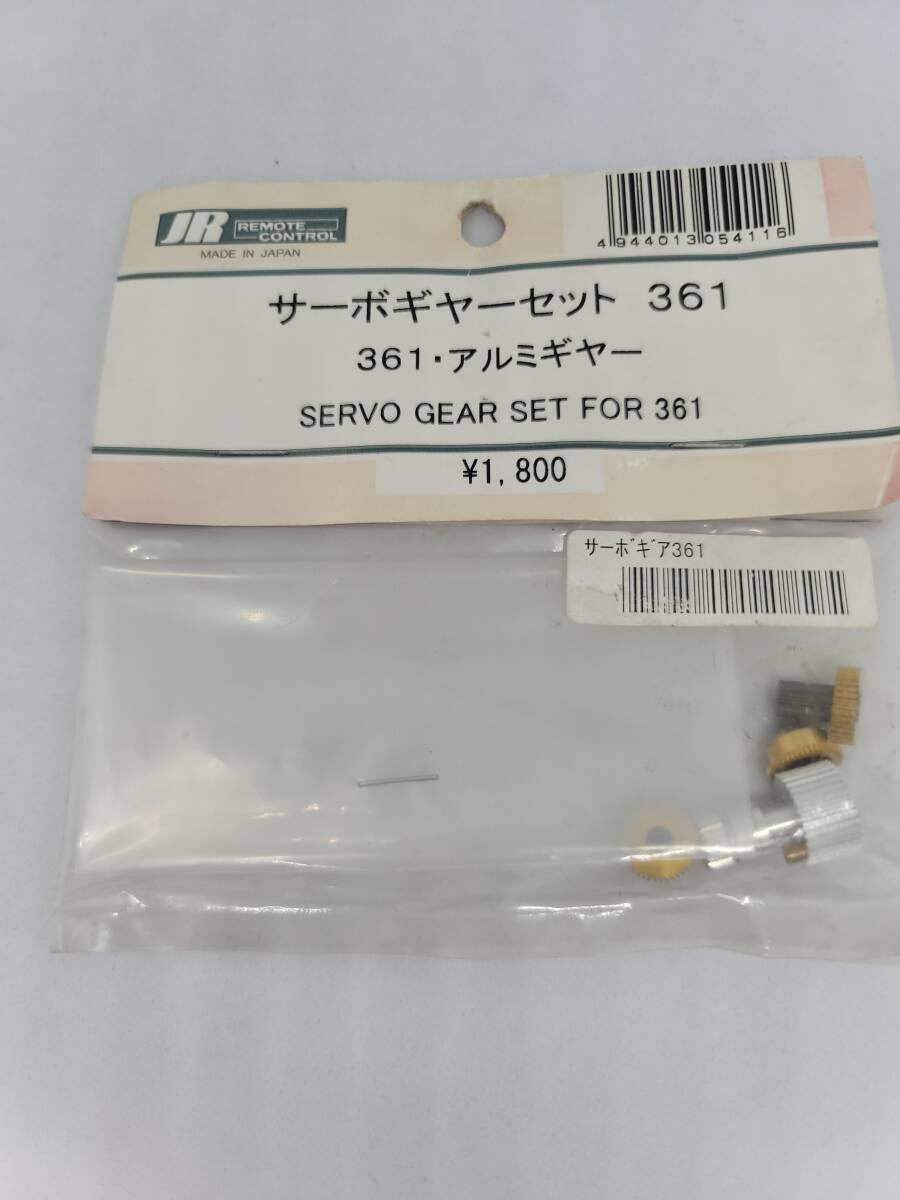 JR REMOTE CONTROL
MADE IN JAPAN
4944013054116
サーボギヤーセット 361
361・アルミギヤー
SERVO GEAR SET FOR 361
¥1,800
サーボギア361